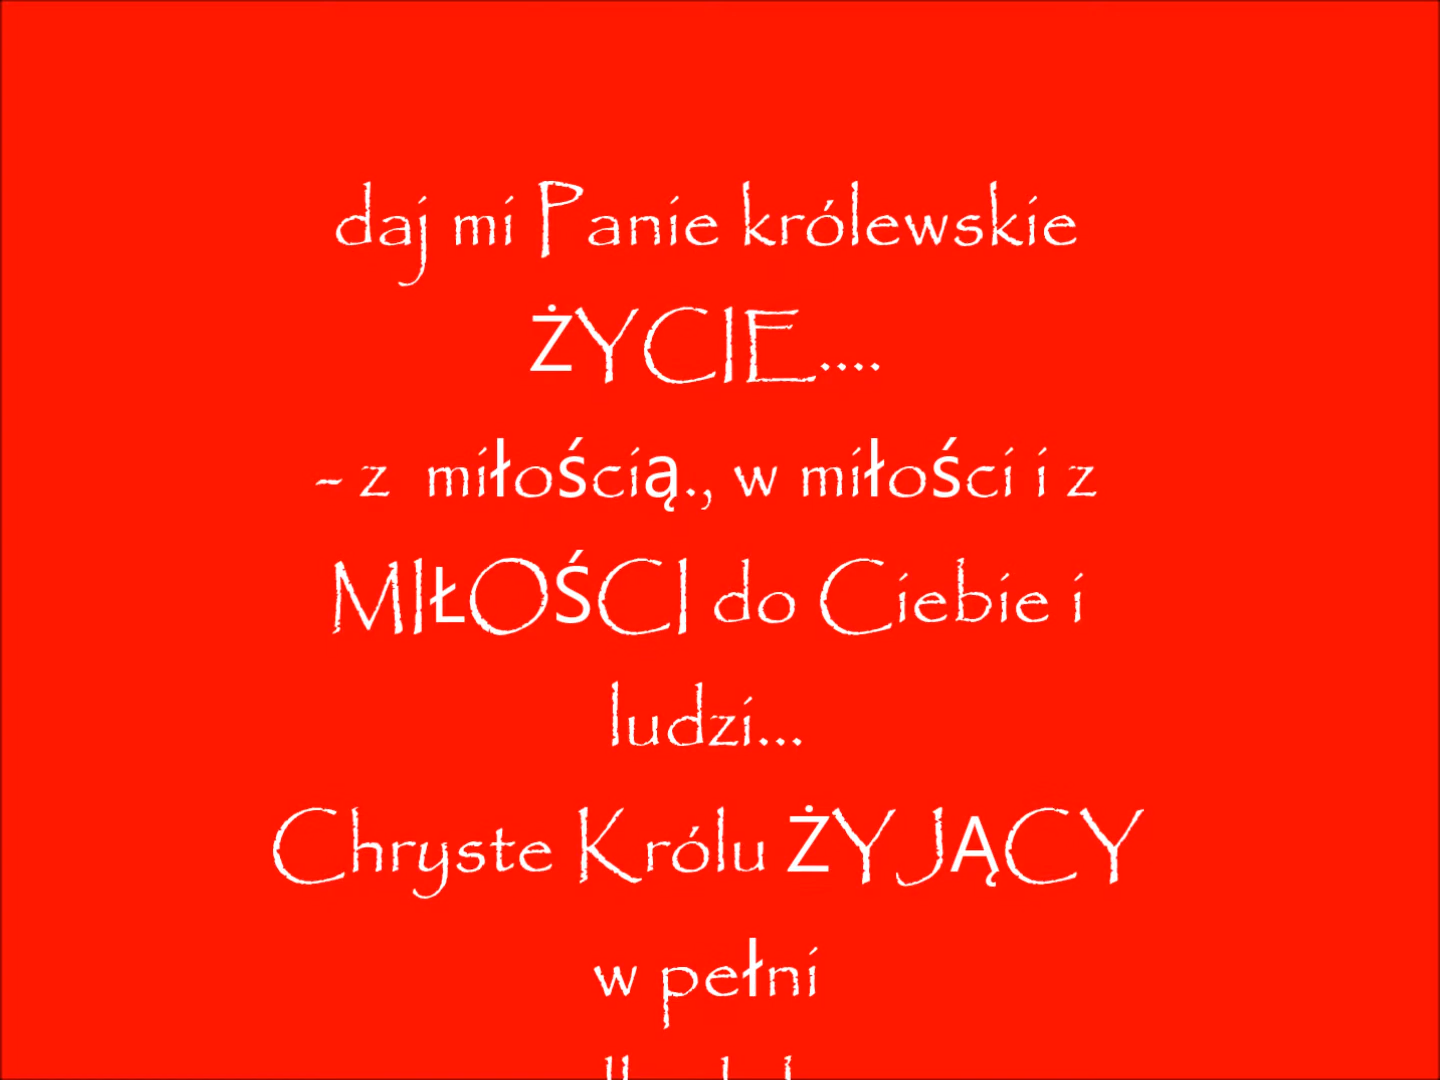 daj mi Panie królewskie
ŻYCIE....
- z  miłością., w miłości i z
MIŁOŚCI do Ciebie i
ludzi...
Chryste Królu ŻYJĄCY
w pełni